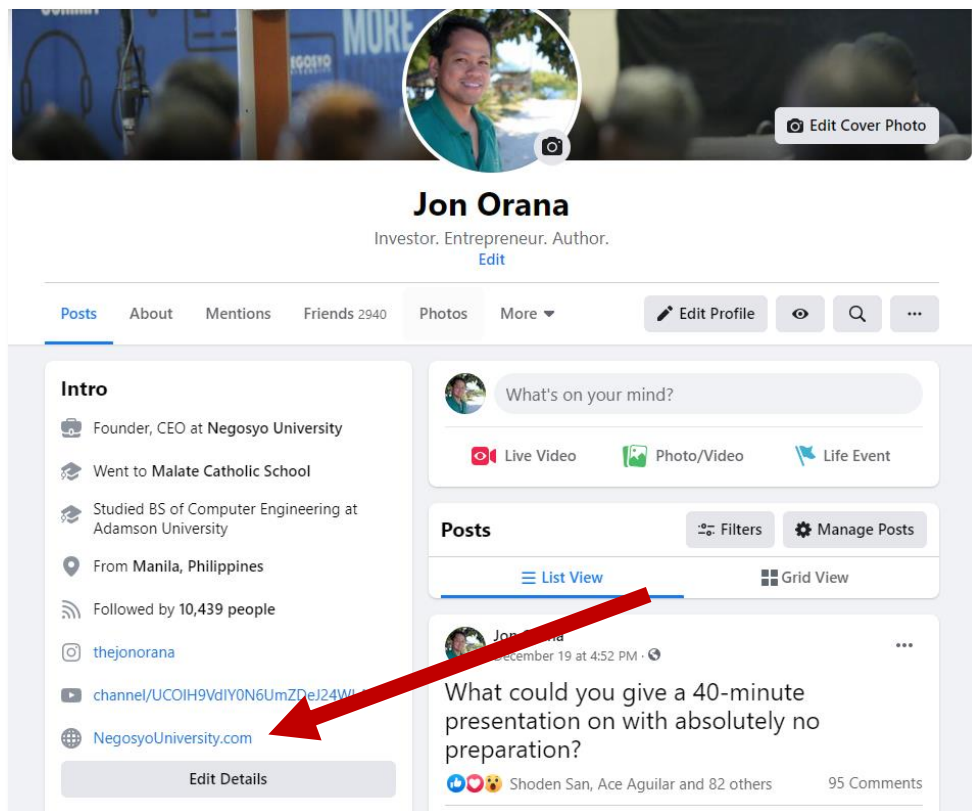 SUMMIT
MORE
NEGOSYO
Edit Cover Photo
Jon Orana
Investor. Entrepreneur. Author.
Edit
Posts About Mentions Friends 2940 Photos More
Edit Profile
Intro
Founder, CEO at Negosyo University
Went to Malate Catholic School
Studied BS of Computer Engineering at
Adamson University
From Manila, Philippines
Followed by 10,439 people
thejonorana
NegosyoUniversity.com
Edit Details
What's on your mind?
Live Video Photo/Video Life Event
Posts
Filters Manage Posts
List View Grid View
Jon Orana
December 19 at 4:52 PM ·
What could you give a 40-minute
presentation on with absolutely no
preparation?
Shoden San, Ace Aguilar and 82 others 95 Comments